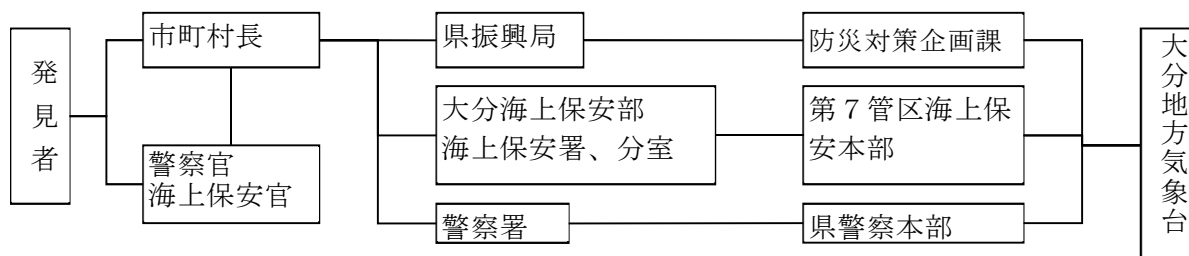 発見者
市町村長
警察官
海上保安官
県振興局
大分海上保安部
海上保安署、分室
警察署
防災対策企画課
第7管区海上保
安本部
県警察本部
大分地方気象台